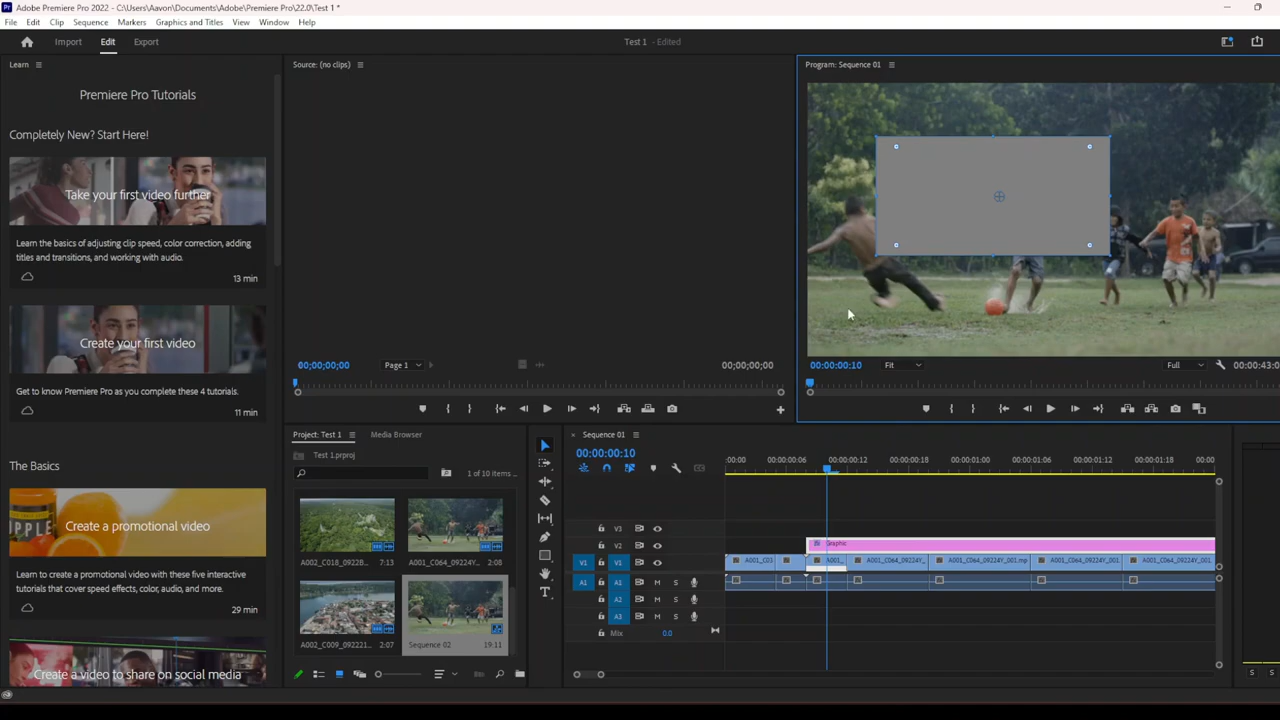 Pr Adobe Premiere Pro 2022 - C:\Users\Aavon\Documents\Adobe\Premiere Pro\22.0\Test 1 *
File Edit Clip Sequence Markers Graphics and Titles View Window Help
Import Edit Export Test 1 - Edited
Learn
Source: (no clips)
Program: Sequence 01
Premiere Pro Tutorials
Completely New? Start Here!
Take your first video further
Learn the basics of adjusting clip speed, color correction, adding
titles and transitions, and working with audio.
13 min
Create your first video
Get to know Premiere Pro as you complete these 4 tutorials.
11 min
The Basics
APPLE
Create a promotional video
Learn to create a promotional video with these five interactive
tutorials that cover speed effects, color, audio, and more.
29 min
Create a video to share on social media
00;00;00;00 Page 1 00;00;00;00
00:00:00:10 Fit Full 00:00:43:0
Project: Test 1 Media Browser
Test 1.prproj
1 of 10 items ...
A002_C018_0922... 7:13
A001_C064_09224... 2:08
A002_C009_092221... 2:07
Sequence 02 19:11
× Sequence 01
00:00:00:10
:00:00 00:00:00:06 00:00:00:12 00:00:00:18 00:00:01:00 00:00:01:06 00:00:01:12 00:00:01:18 00:00
V3
V2 Graphic
V1 V1 A001_C03 A001_ A001_C064_09224Y_ A001_C064_09224Y_001.mp A001_C064_09224Y_001 A001_C064_09224Y_001
A1 A1 M S
A2 M S
A3 M S
Mix 0.0
S S